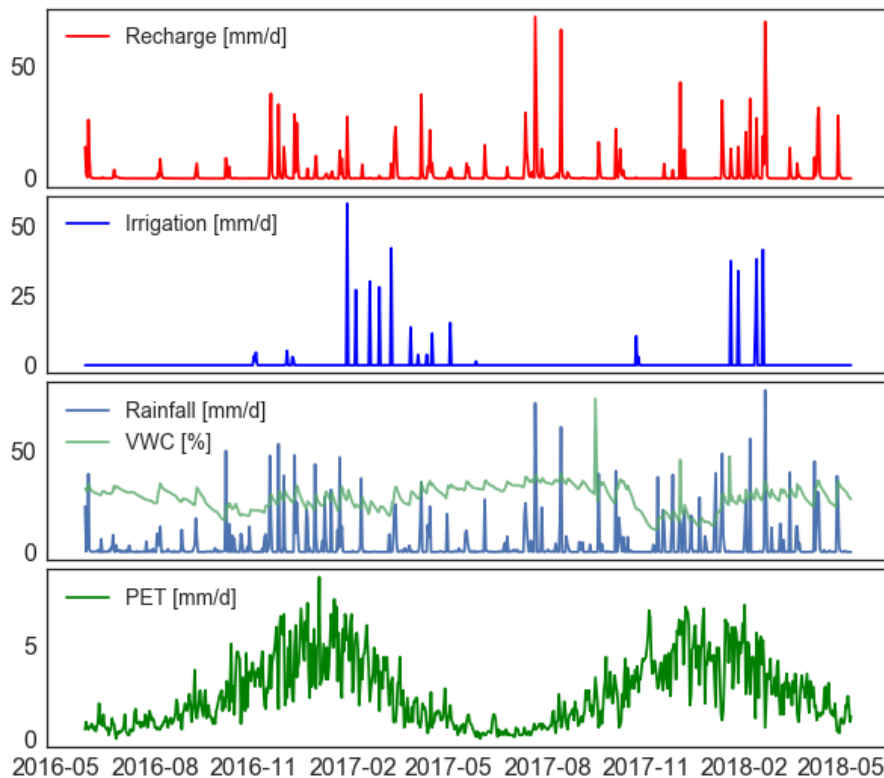 Recharge [mm/d]
50
0
Irrigation [mm/d]
50
25
0
Rainfall [mm/d]
VWC [%]
50
0
PET [mm/d]
5
0
2016-05 2016-08 2016-11 2017-02 2017-05 2017-08 2017-11 2018-02 2018-05